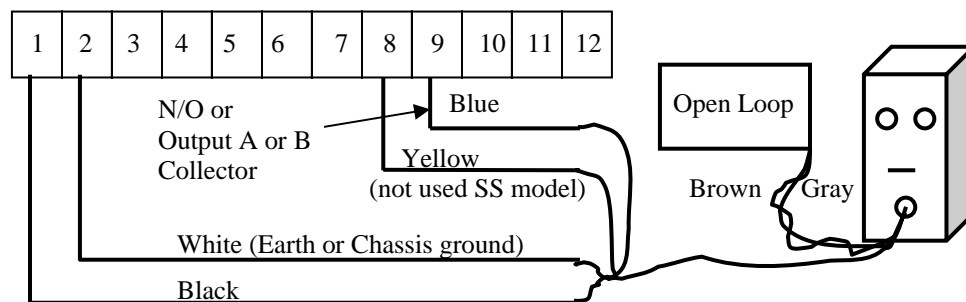 1 2 3 4 5 6 7 8 9 10 11 12
N/O or
Output A or B
Collector
Blue
Open Loop
Yellow
(not used SS model)
Brown Gray
White (Earth or Chassis ground)
Black